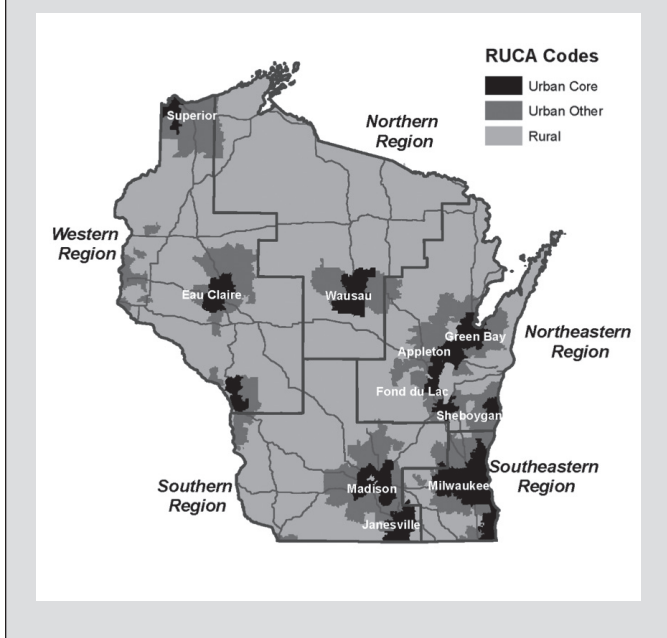 RUCA Codes
Urban Core
Urban Other
Rural
Northern
Region
Superior
Western
Region
Eau Claire
Wausau
Green Bay
Appleton
Northeastern
Region
Fond du Lac
Sheboygan
Southeastern
Region
Southern
Region
Madison
Milwaukee
Janesville